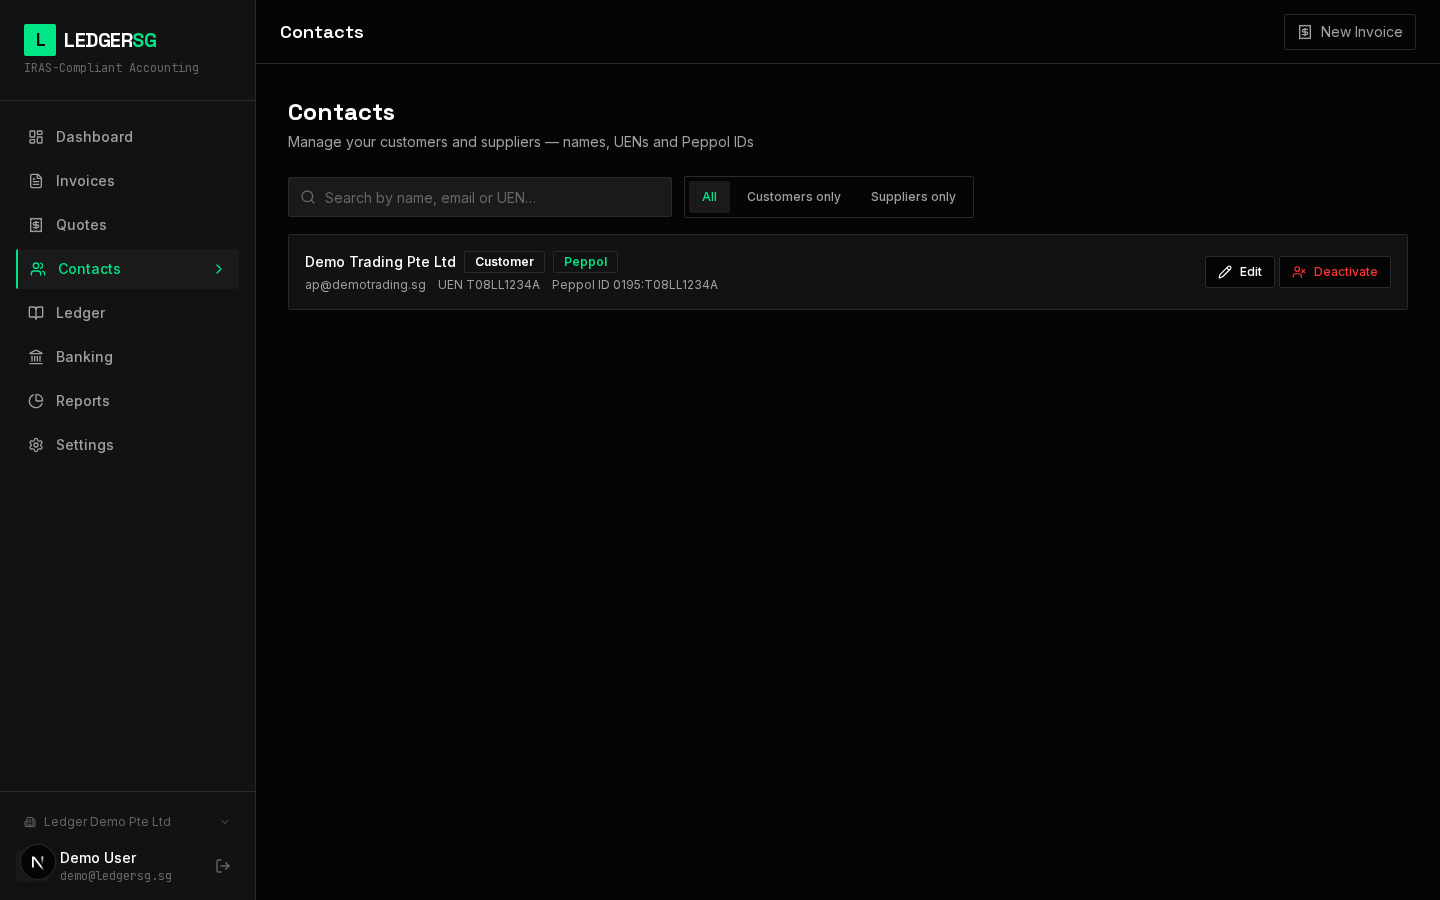 L LEDGERSG
IRAS-Compliant Accounting
Dashboard
Invoices
Quotes
Contacts
Ledger
Banking
Reports
Settings
Ledger Demo Pte Ltd
N
Demo User
demo@ledgersg.sg
Contacts
New Invoice
Contacts
Manage your customers and suppliers — names, UENs and Peppol IDs
Search by name, email or UEN...
All Customers only Suppliers only
Demo Trading Pte Ltd Customer Peppol
ap@demotrading.sg UEN T08LL1234A Peppol ID 0195:T08LL1234A
Edit Deactivate